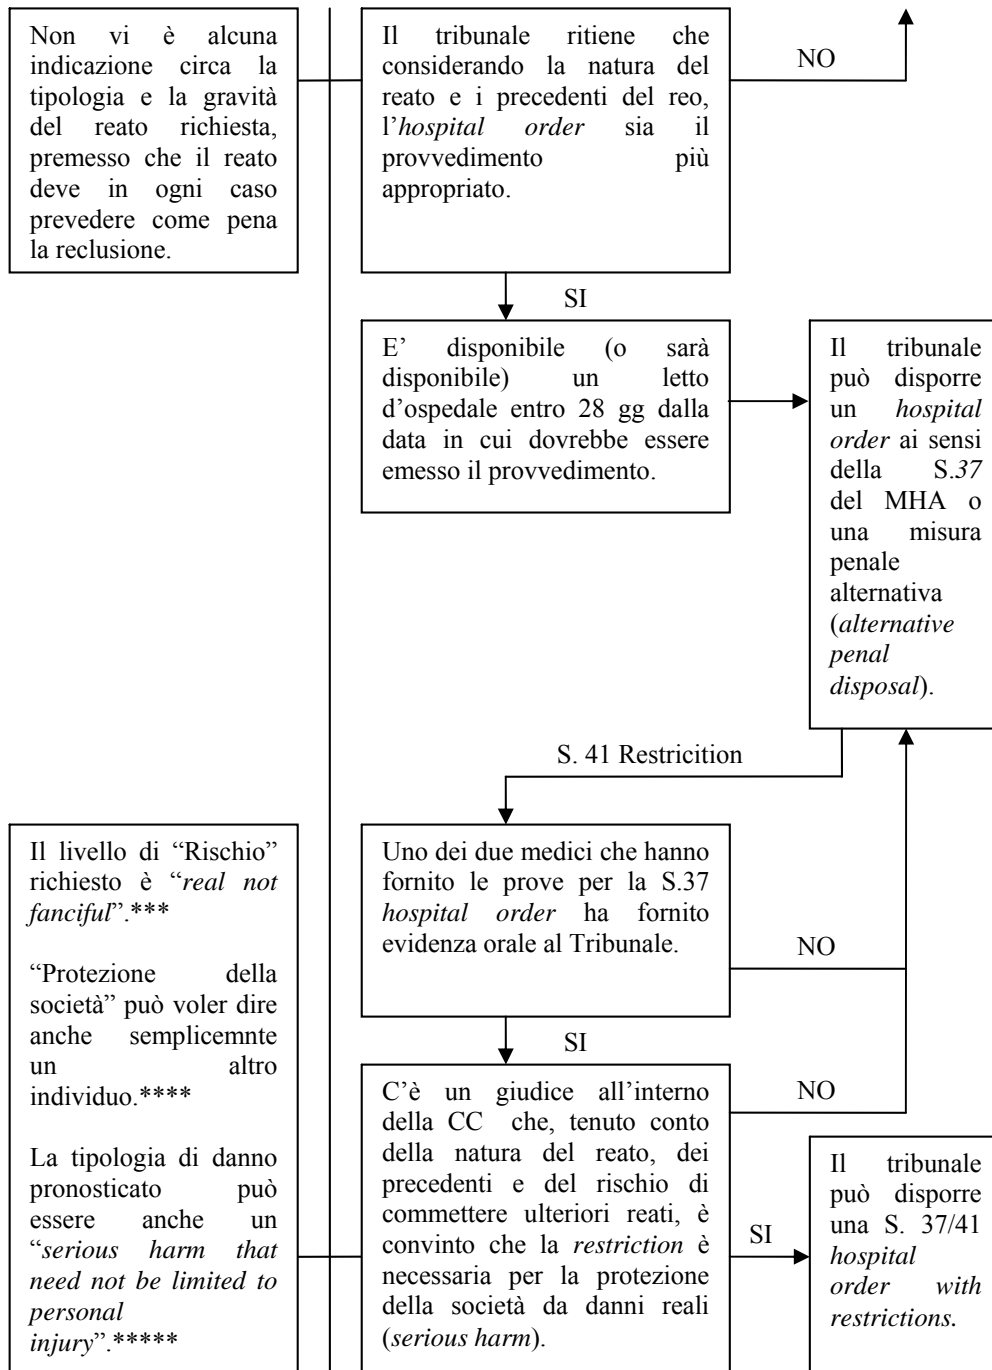 Non vi è alcuna
indicazione circa la
tipologia e la gravità
del reato richiesta,
premesso che il reato
deve in ogni caso
prevedere come pena
la reclusione.
Il tribunale ritiene che
considerando la natura del
reato e i precedenti del reo,
l’hospital order sia il
provvedimento più
appropriato.
NO
SI
E’ disponibile (o sarà
disponibile) un letto
d’ospedale entro 28 gg dalla
data in cui dovrebbe essere
emesso il provvedimento.
Il tribunale
può disporre
un hospital
order ai sensi
della S.37
del MHA o
una misura
penale
alternativa
(alternative
penal
disposal).
S. 41 Restricition
Uno dei due medici che hanno
fornito le prove per la S.37
hospital order ha fornito
evidenza orale al Tribunale.
NO
SI
Il livello di “Rischio”
richiesto è “real not
fanciful”.***
“Protezione della
società” può voler dire
anche semplicemnte
un altro
individuo.****
La tipologia di danno
pronosticato può
essere anche un
“serious harm that
need not be limited to
personal
injury”.*****
C’è un giudice all’interno
della CC che, tenuto conto
della natura del reato, dei
precedenti e del rischio di
commettere ulteriori reati, è
convinto che la restriction è
necessaria per la protezione
della società da danni reali
(serious harm).
NO
SI
Il tribunale
può disporre
una S. 37/41
hospital
order with
restrictions.